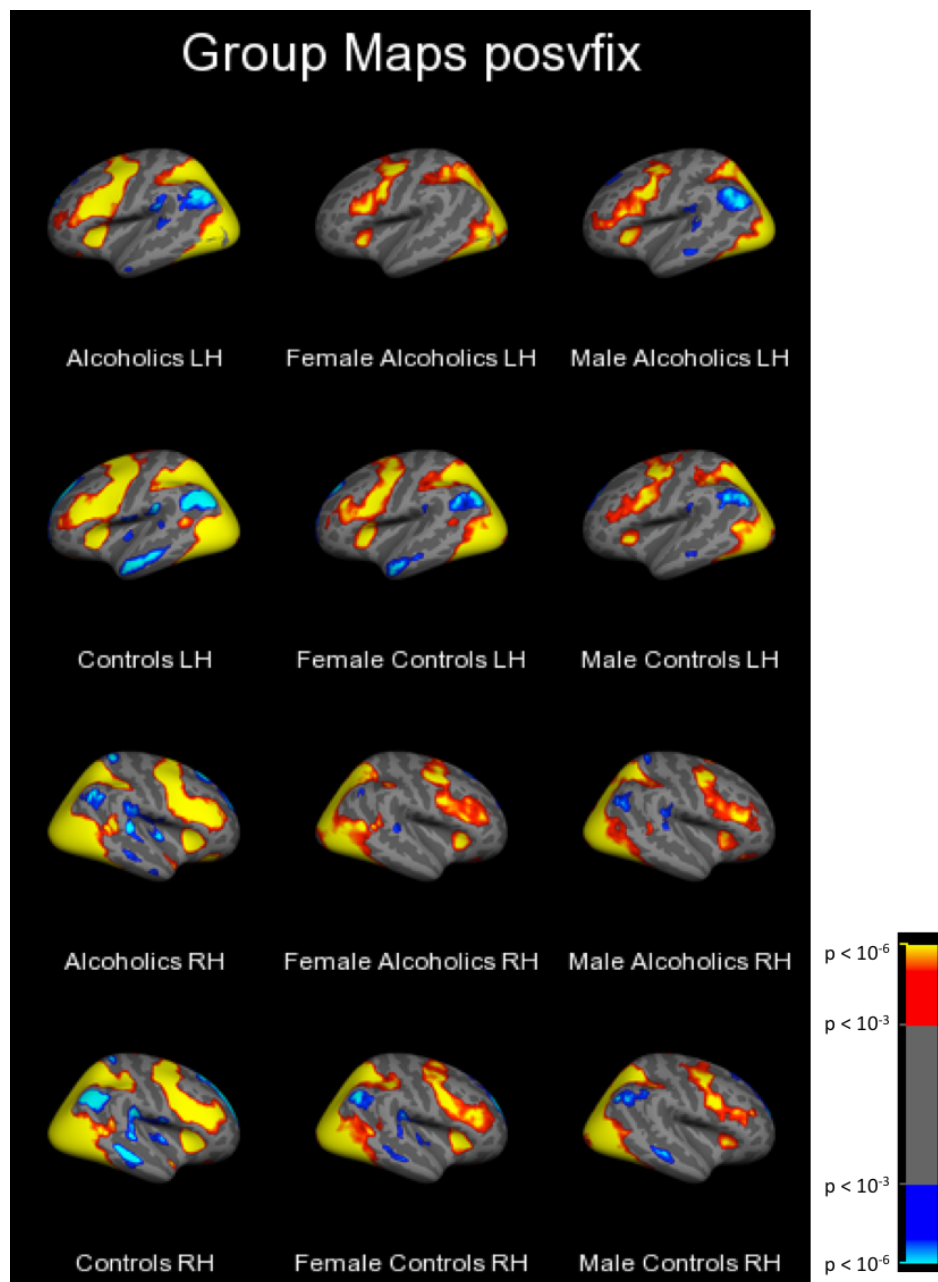 Group Maps posvfix
Alcoholics LH
Female Alcoholics LH
Male Alcoholics LH
Controls LH
Female Controls LH
Male Controls LH
Alcoholics RH
Female Alcoholics RH
Male Alcoholics RH
Controls RH
Female Controls RH
Male Controls RH
p < 10⁻⁶
p < 10⁻³
p < 10⁻³
p < 10⁻⁶